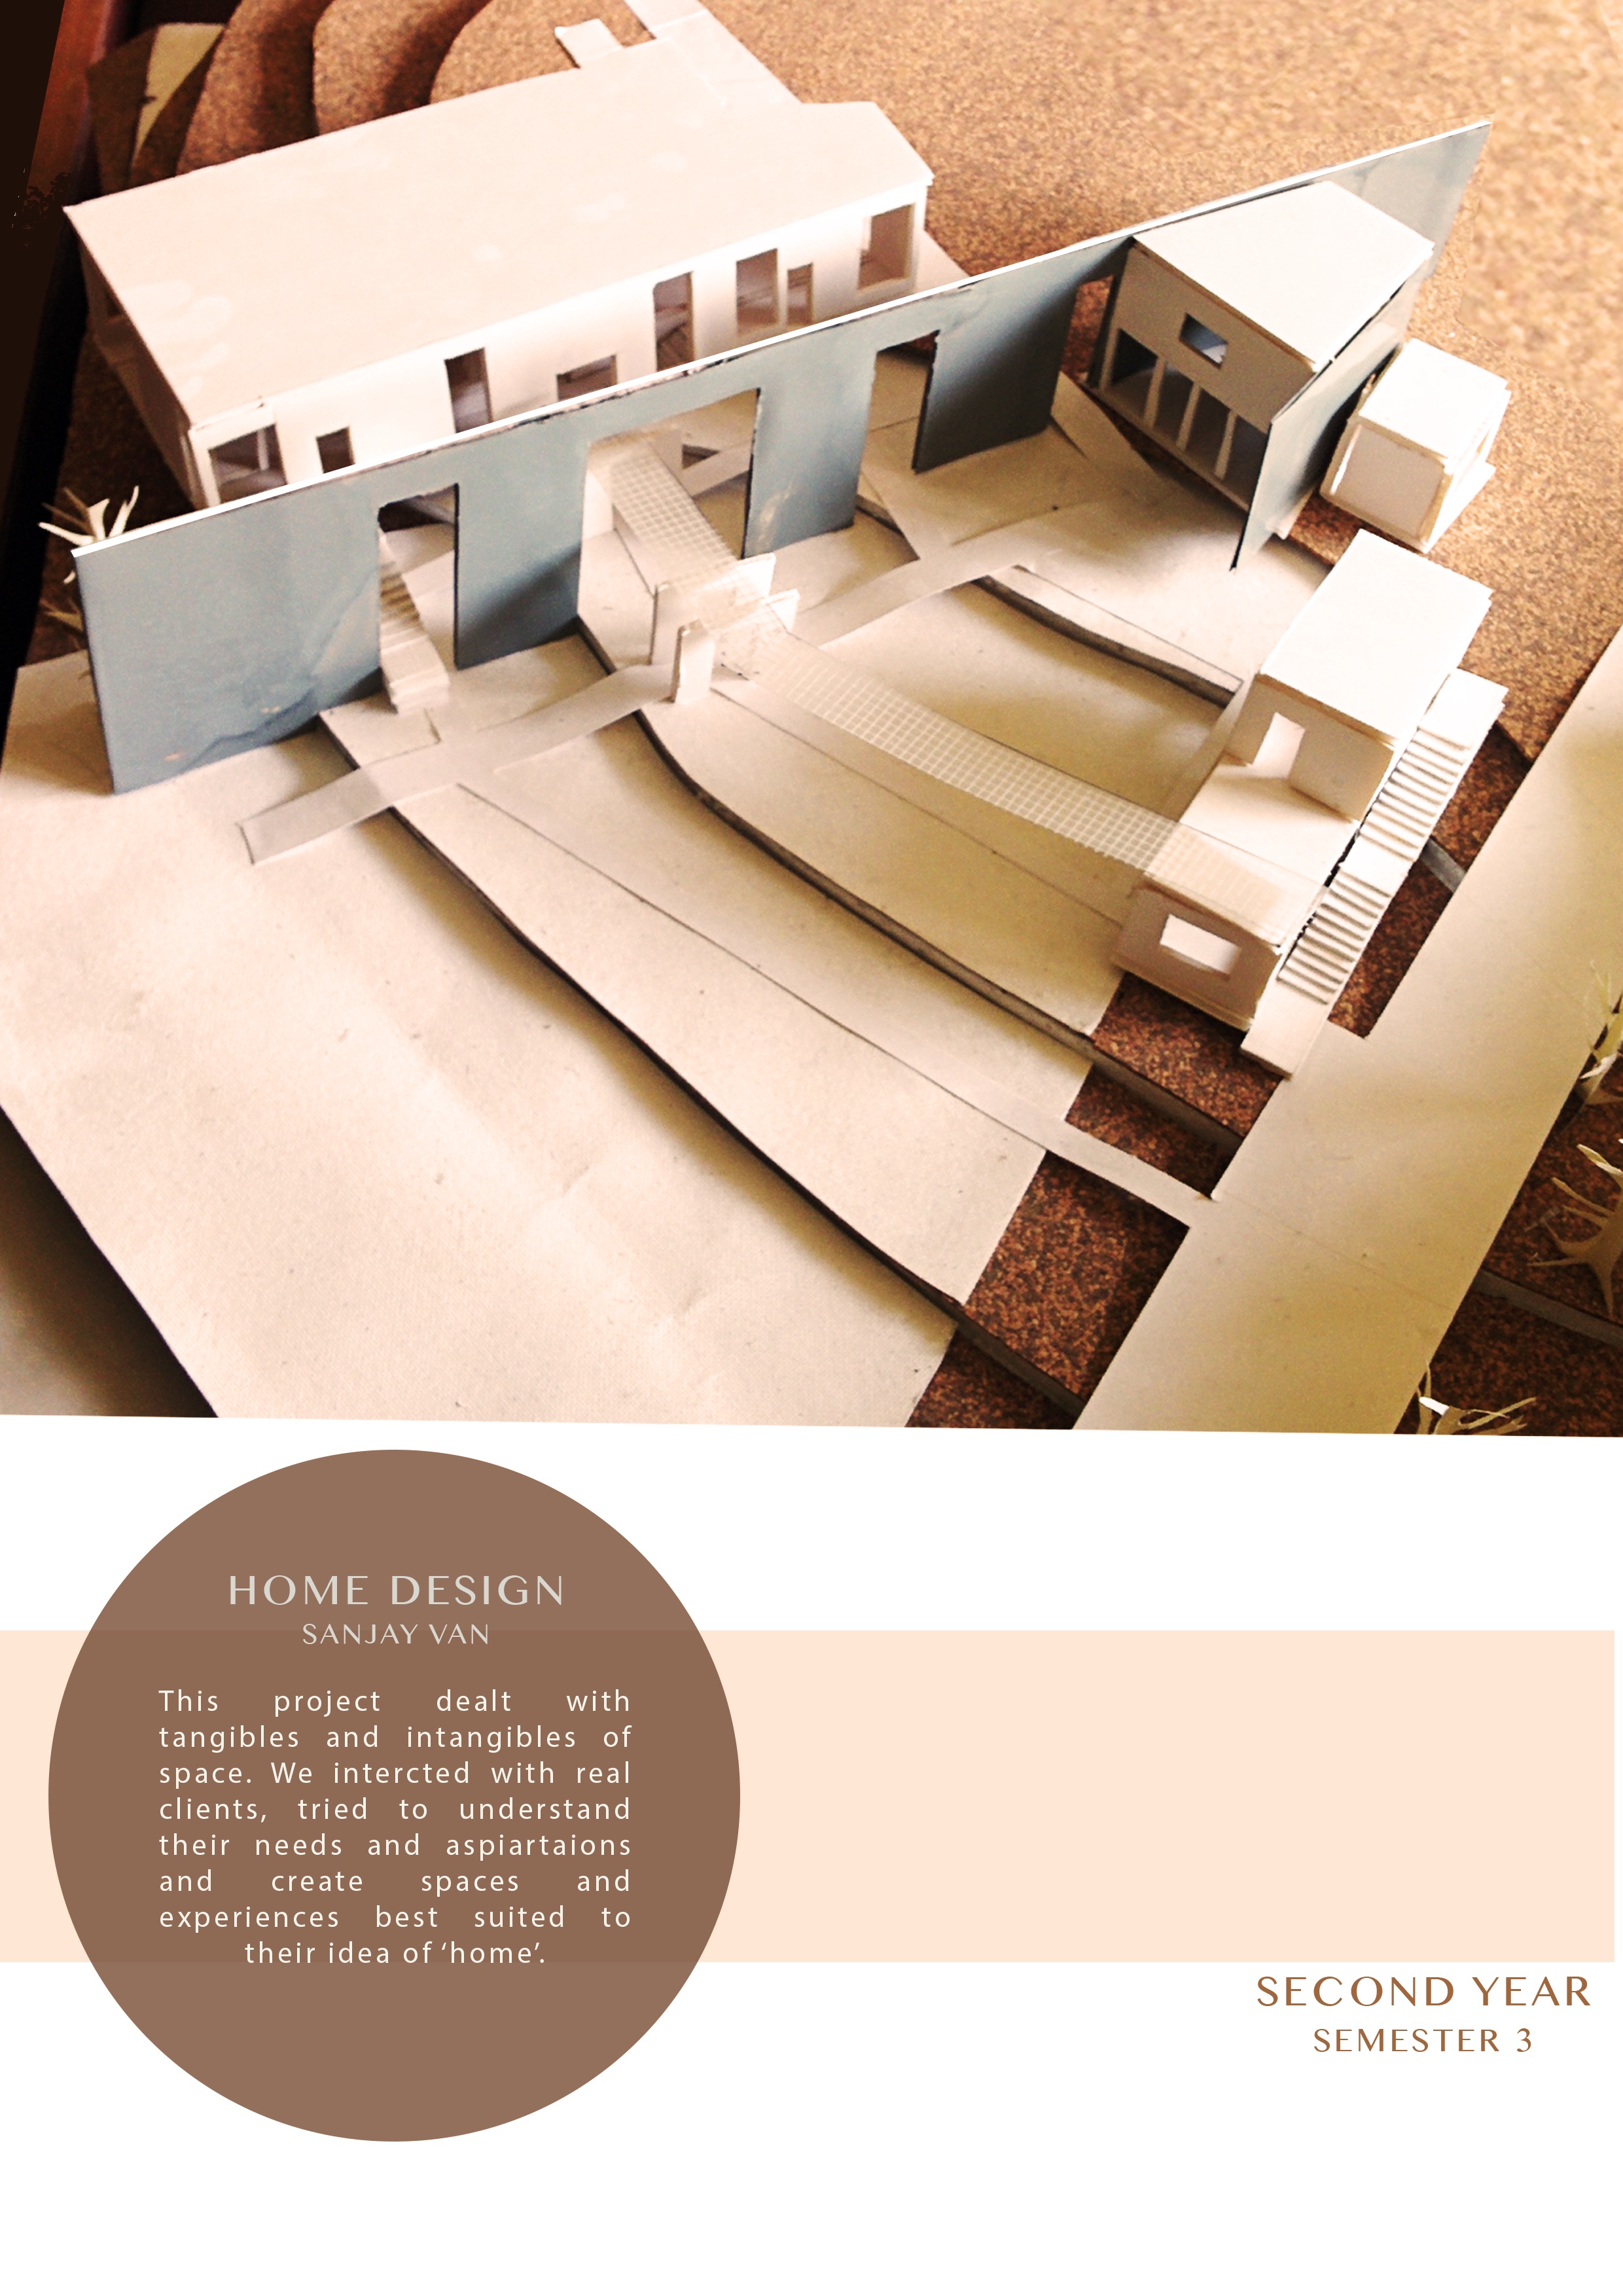 HOME DESIGN
SANJAY VAN
This project dealt with
tangibles and intangibles of
space. We intercted with real
clients, tried to understand
their needs and aspiartaions
and create spaces and
experiences best suited to
their idea of ‘home’.
SECOND YEAR
SEMESTER 3